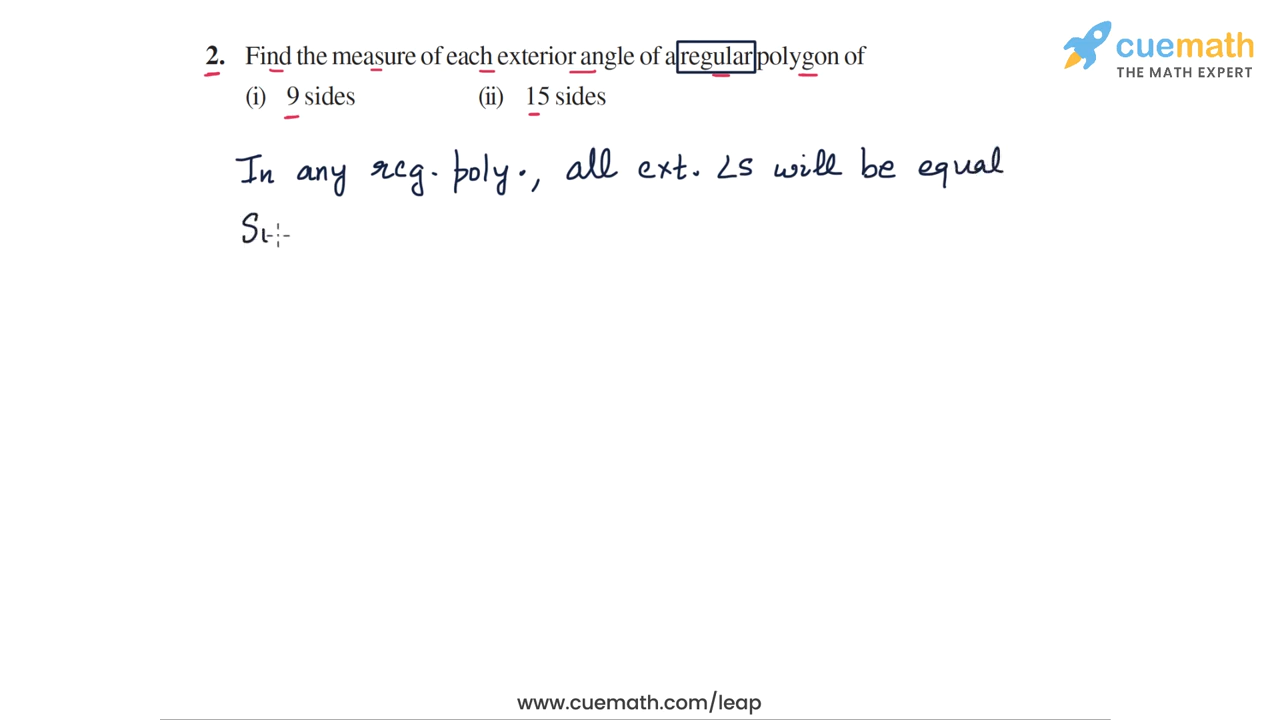 2. Find the measure of each exterior angle of a regular polygon of
(i) 9 sides (ii) 15 sides
cuemath
THE MATH EXPERT
In any reg. poly., all ext. ∠s will be equal
www.cuemath.com/leap